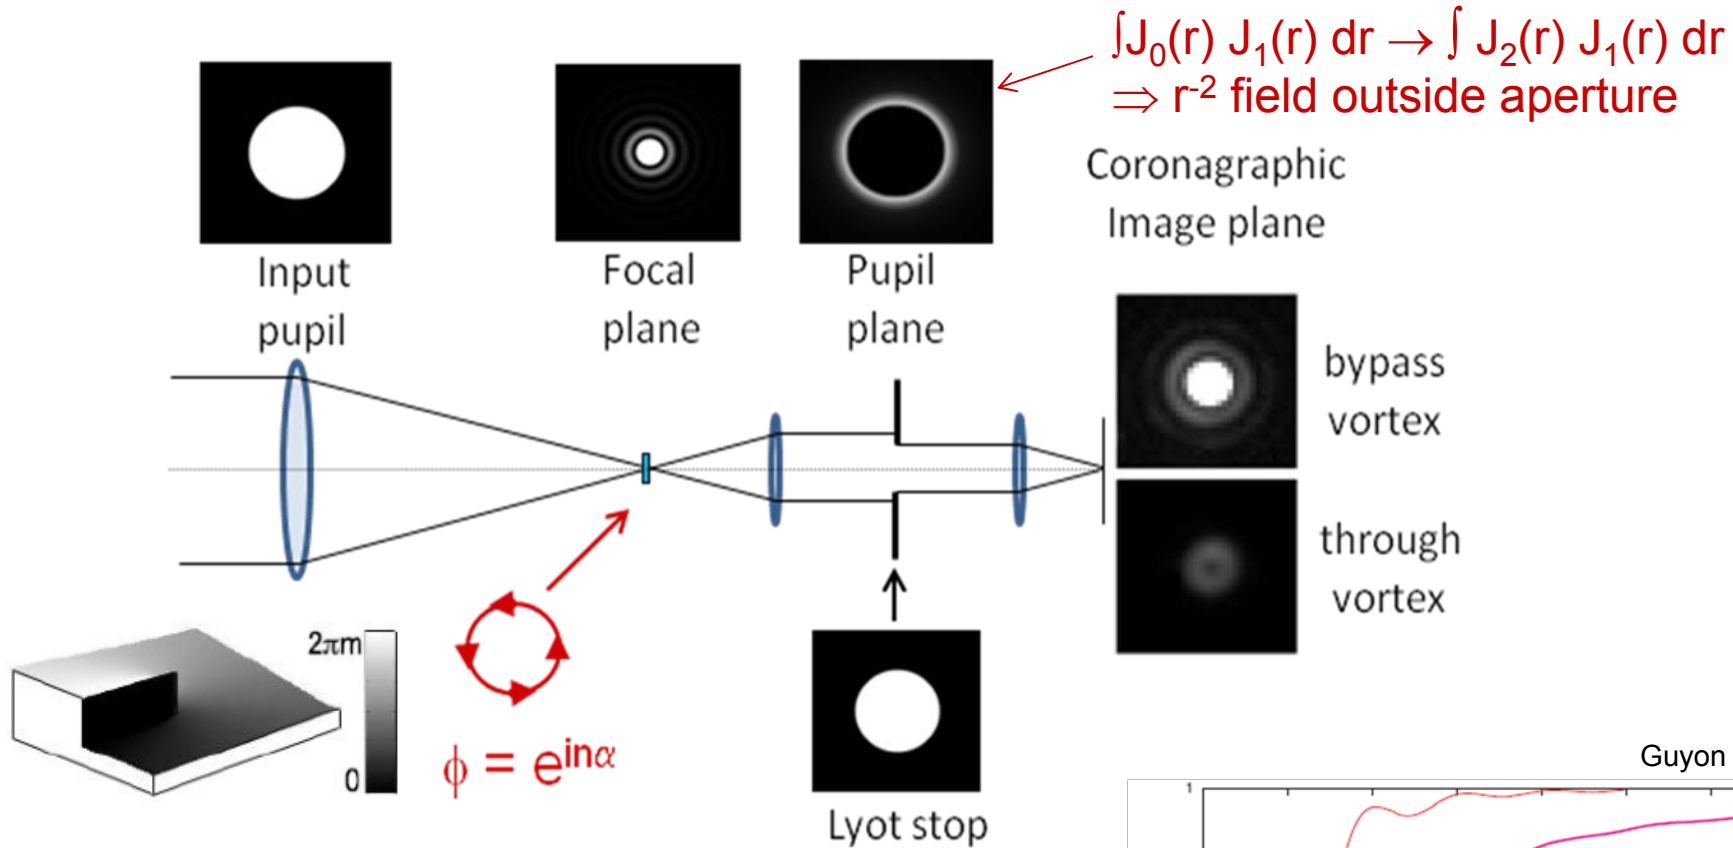 ∫J₀(r) J₁(r) dr → ∫ J₂(r) J₁(r) dr
⇒ r⁻² field outside aperture
Coronagraphic
Image plane
Input
pupil
Focal
plane
Pupil
plane
bypass
vortex
through
vortex
2πm
0
ϕ = e^{inα}
Lyot stop
Guyon
1